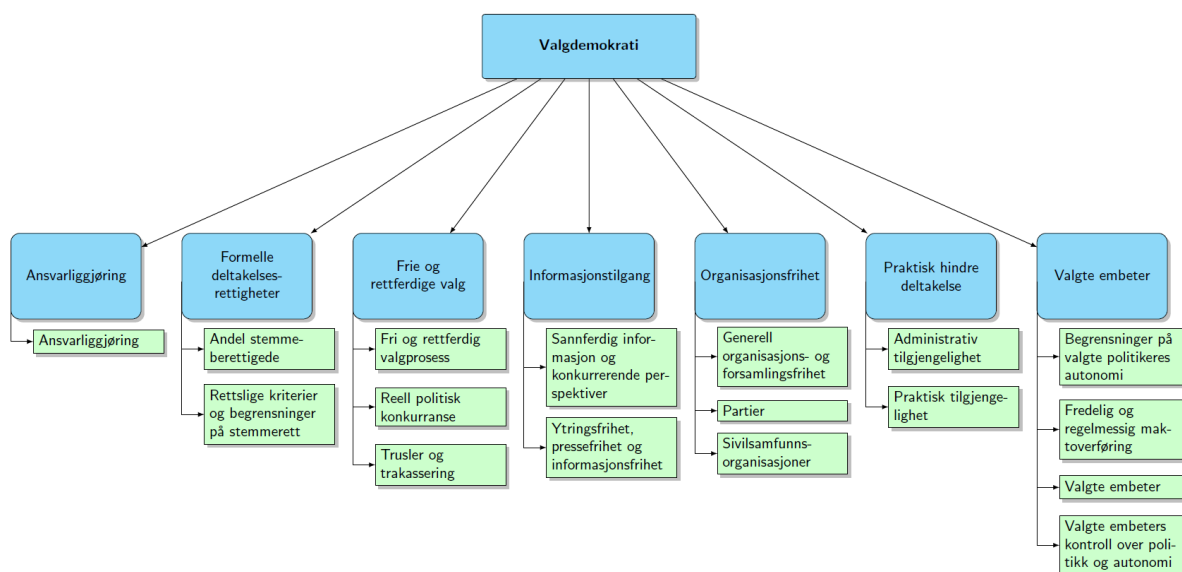 Valgdemokrati
Ansvarliggjøring
Ansvarliggjøring
Formelle
deltakelses-
rettigheter
Andel stemme-
berettigede
Rettslige kriterier
og begrensninger
på stemmerett
Frie og
rettferdige valg
Fri og rettferdig
valgprosess
Reell politisk
konkurranse
Trusler og
trakassering
Informasjonstilgang
Sannferdig infor-
masjon og
konkurrerende per-
spektiver
Ytringsfrihet,
pressefrihet og
informasjonsfrihet
Organisasjonsfrihet
Generell
organisasjons- og
forsamlingsfrihet
Partier
Sivilsamfunns-
organisasjoner
Praktisk hindre
deltakelse
Administrativ
tilgjengelighet
Praktisk tilgjenge-
lighet
Valgte embeter
Begrensninger på
valgte politikeres
autonomi
Fredelig og
regelmessig mak-
toverføring
Valgte embeter
Valgte embeters
kontroll over poli-
tikk og autonomi